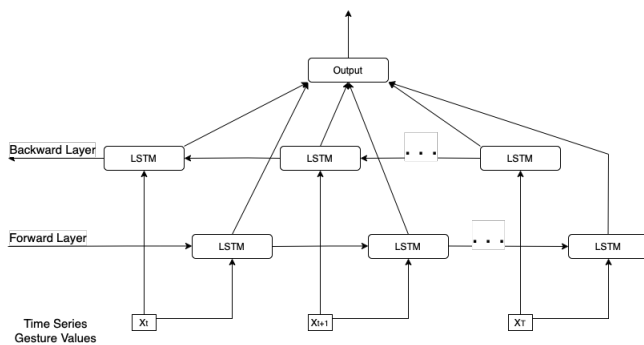 Output
Backward Layer
LSTM
LSTM
. . .
LSTM
Forward Layer
LSTM
LSTM
. . .
LSTM
Time Series
Gesture Values
Xt
Xt+1
XT